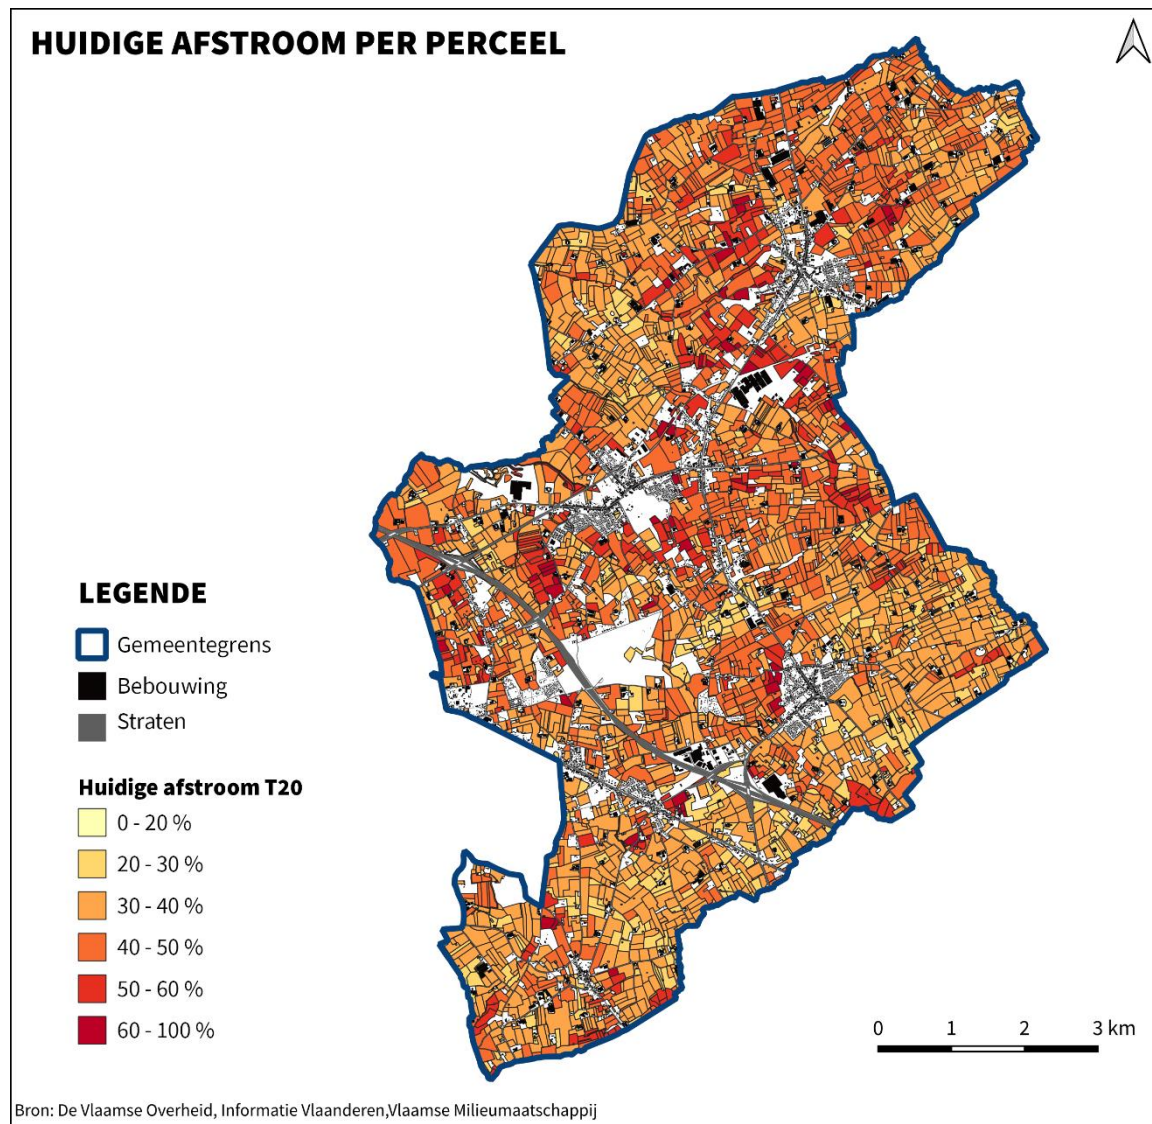 HUIDIGE AFSTROOM PER PERCEEL
LEGENDE
Gemeentegrens
Bebouwing
Straten
Huidige afstroom T20
0 - 20 %
20 - 30 %
30 - 40 %
40 - 50 %
50 - 60 %
60 - 100 %
0 1 2 3 km
Bron: De Vlaamse Overheid, Informatie Vlaanderen,Vlaamse Milieumaatschappij